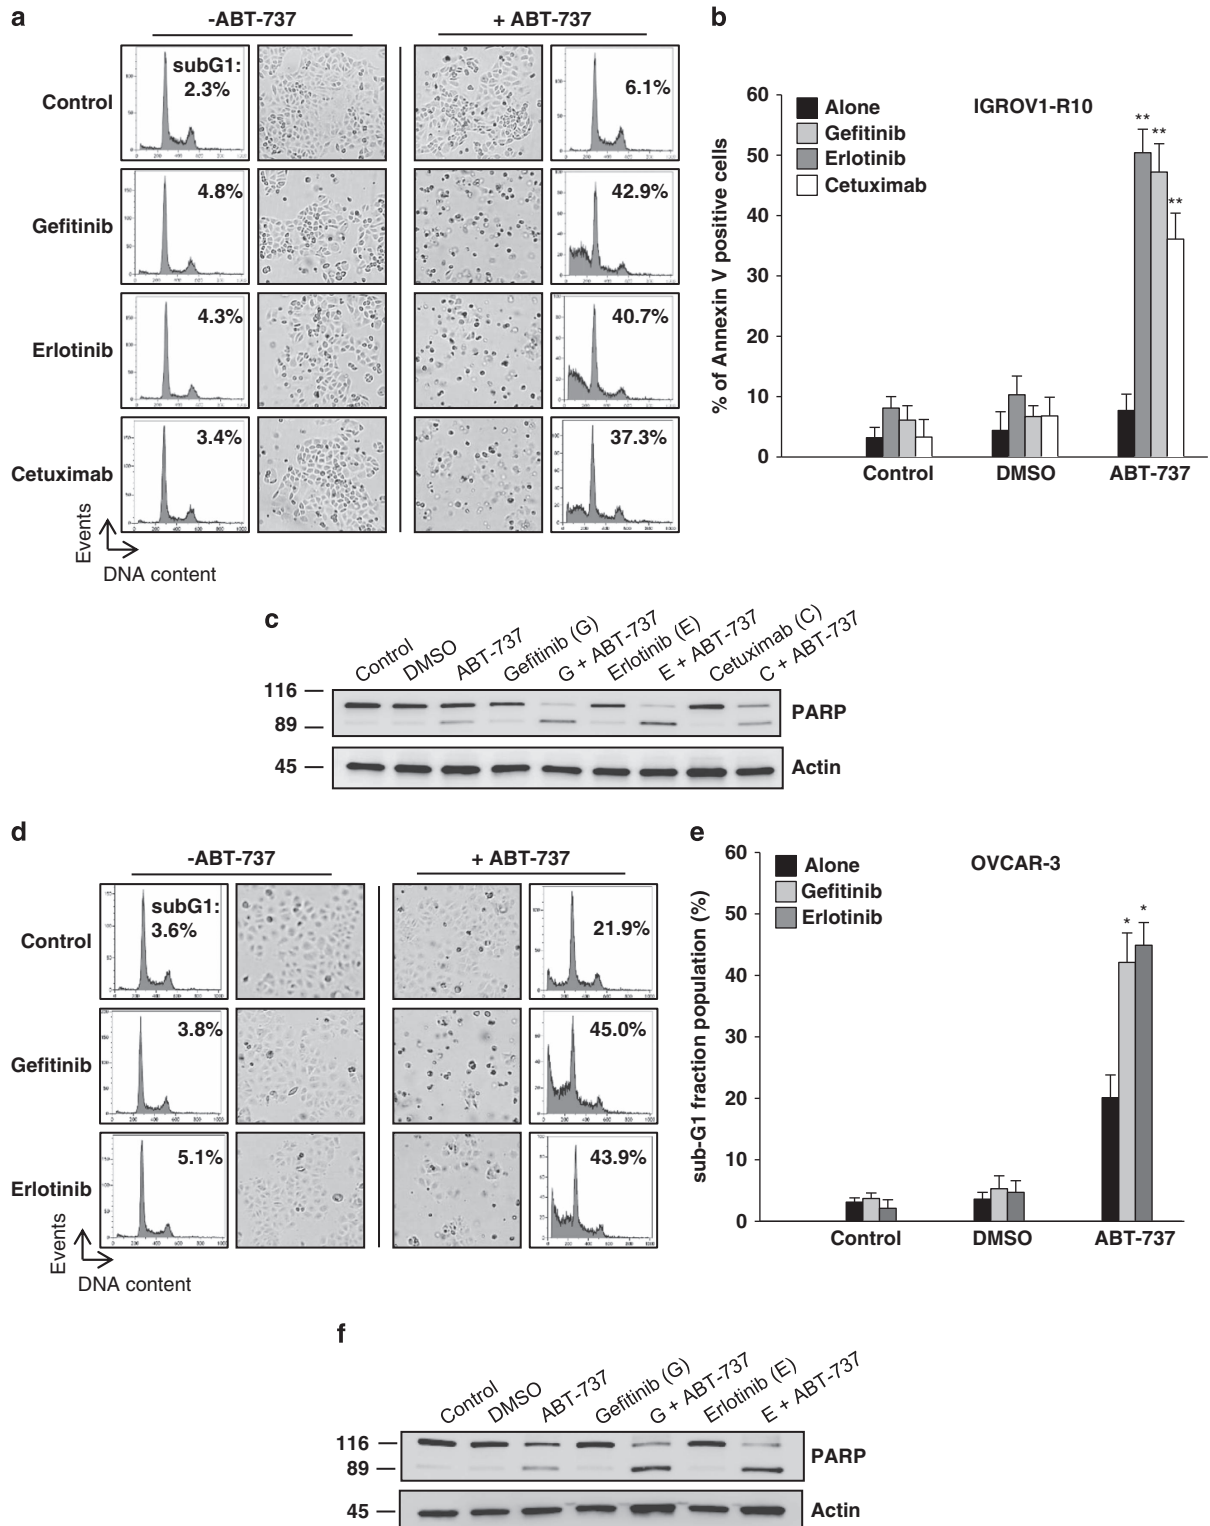 a
-ABT-737
+ ABT-737
Control
subG1:
2.3%
6.1%
Gefitinib
4.8%
42.9%
Erlotinib
4.3%
40.7%
Cetuximab
3.4%
37.3%
Events
DNA content
b
IGROV1-R10
Alone
Gefitinib
Erlotinib
Cetuximab
% of Annexin V positive cells
60
50
40
30
20
10
0
** ** **
Control DMSO ABT-737
c
Control DMSO ABT-737 Gefitinib (G) G + ABT-737 Erlotinib (E) E + ABT-737 Cetuximab (C) C + ABT-737
116
89
PARP
45
Actin
d
-ABT-737
+ ABT-737
Control
subG1:
3.6%
21.9%
Gefitinib
3.8%
45.0%
Erlotinib
5.1%
43.9%
Events
DNA content
e
OVCAR-3
Alone
Gefitinib
Erlotinib
sub-G1 fraction population (%)
60
50
40
30
20
10
0
* *
Control DMSO ABT-737
f
Control DMSO ABT-737 Gefitinib (G) G + ABT-737 Erlotinib (E) E + ABT-737
116
89
PARP
45
Actin